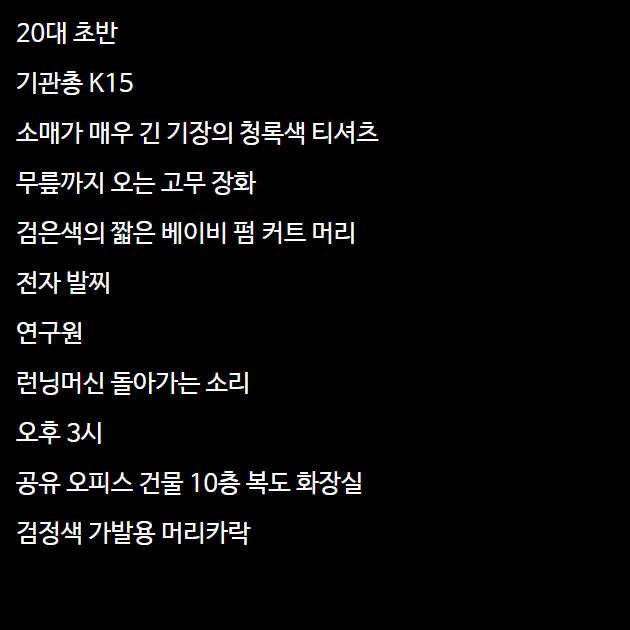 20대 초반
기관총 K15
소매가 매우 긴 기장의 청록색 티셔츠
무릎까지 오는 고무 장화
검은색의 짧은 베이비 펌 커트 머리
전자 발찌
연구원
런닝머신 돌아가는 소리
오후 3시
공유 오피스 건물 10층 복도 화장실
검정색 가발용 머리카락